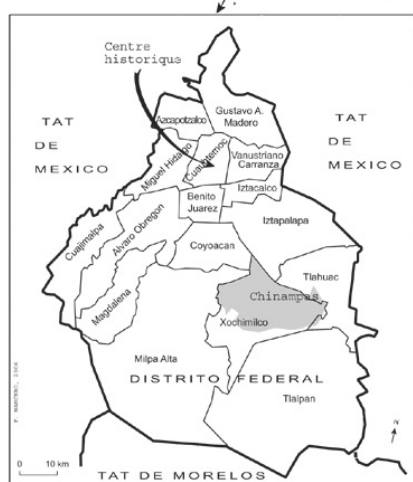 Centre
historique
Gustavo A.
Madero
Azcapotzalco
TAT
DE
MEXICO
TAT
DE
MEXICO
Miguel Hidalgo
Cuauhtemoc
Vanustriano
Carranza
Iztacalco
Benito
Juarez
Iztapalapa
Cuajimalpa
Alvaro Obregon
Coyoacan
Magdalena
Tlahuac
Chinampas
Xochimilco
Milpa Alta
DISTRITO FEDERAL
Tlalpan
N
0 10 km
TAT DE MORELOS